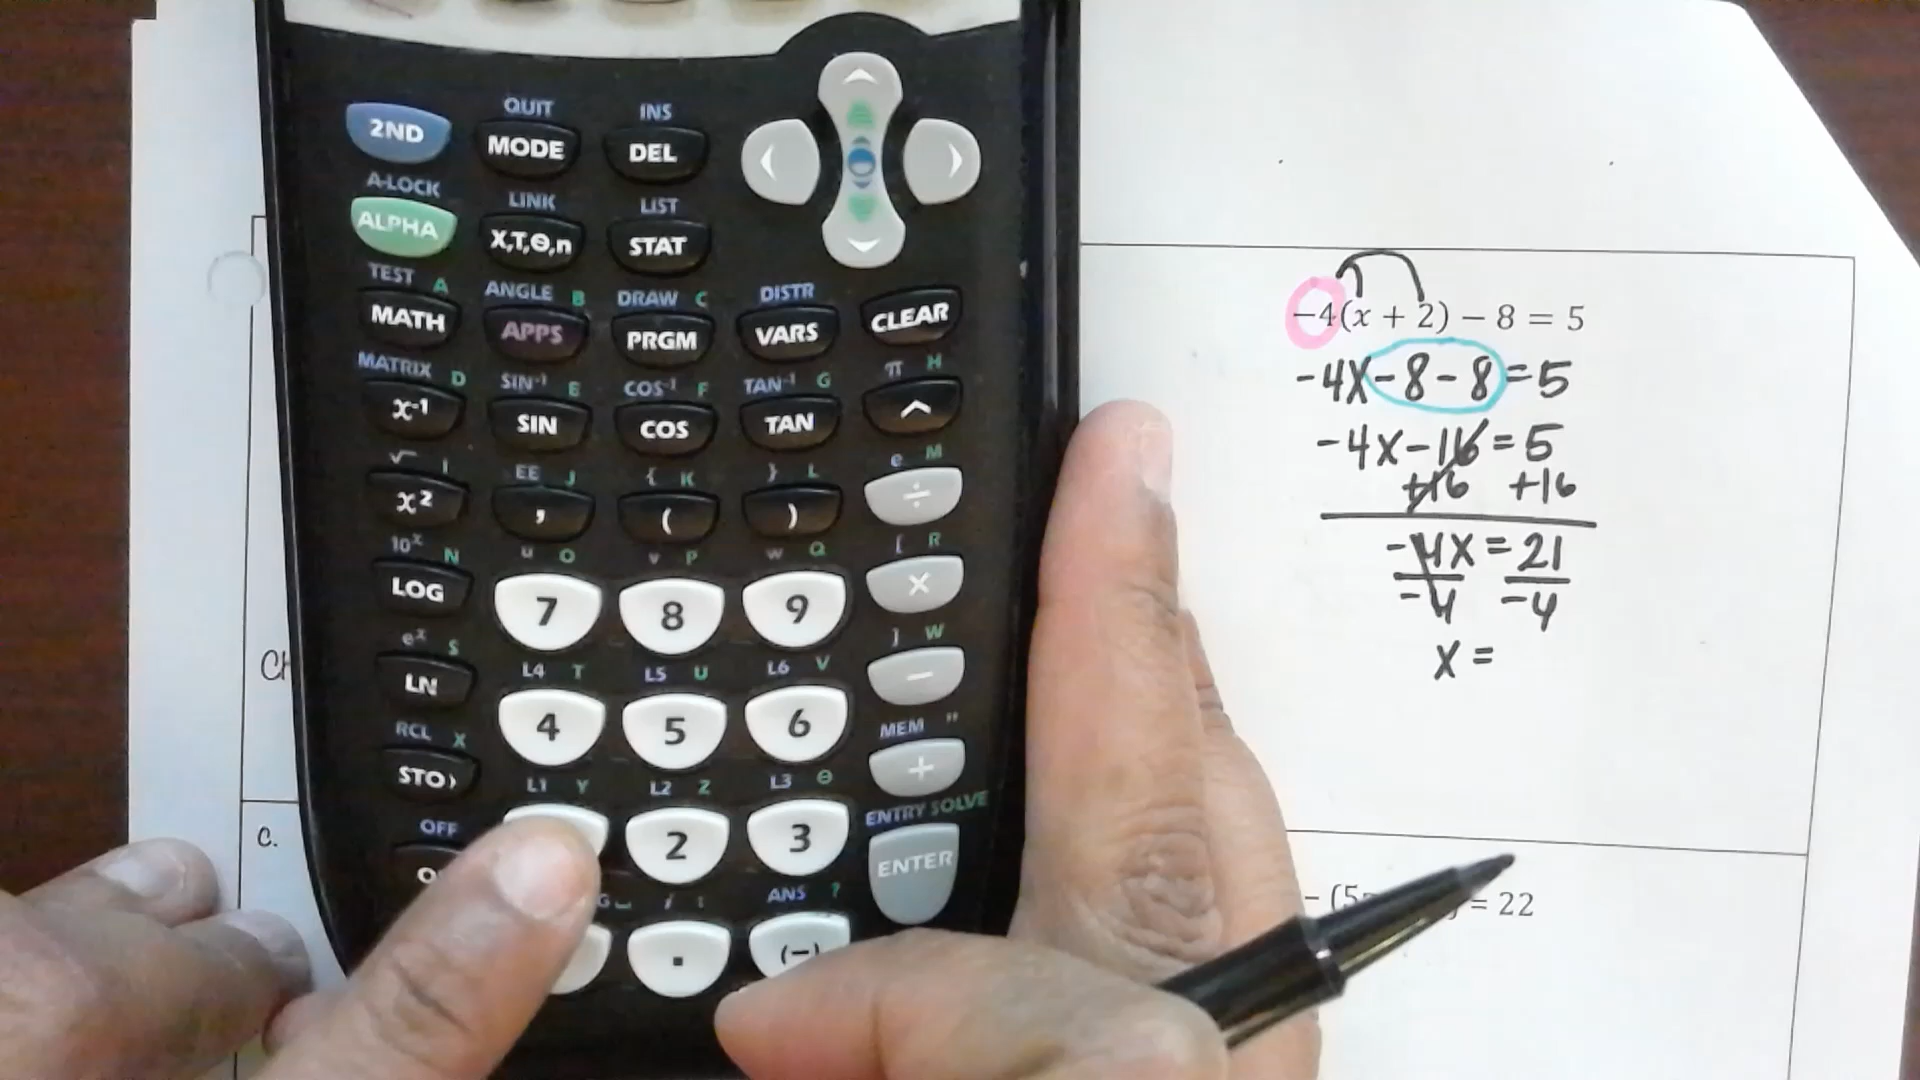 QUIT INS
2ND MODE DEL
A-LOCK LINK LIST
ALPHA X,T,Θ,n STAT
TEST A ANGLE B DRAW C DISTR
MATH APPS PRGM VARS CLEAR
MATRIX D SIN⁻¹ E COS⁻¹ F TAN⁻¹ G π H
x⁻¹ SIN COS TAN ^
√ I EE J { K } L e M
x² , ( ) ÷
10ˣ N u O v P w Q [ R
LOG 7 8 9 ×
eˣ S L4 T L5 U L6 V ] W
LN 4 5 6 −
RCL X L1 Y L2 Z L3 Θ MEM "
STO› 2 3 +
OFF ENTRY SOLVE
ENTER
i : ANS ?
. (−)
c.
−4(x + 2) − 8 = 5
-4x-8-8=5
-4x-16=5
+16 +16
-4x=21
-4 -4
x=
− (5
= 22